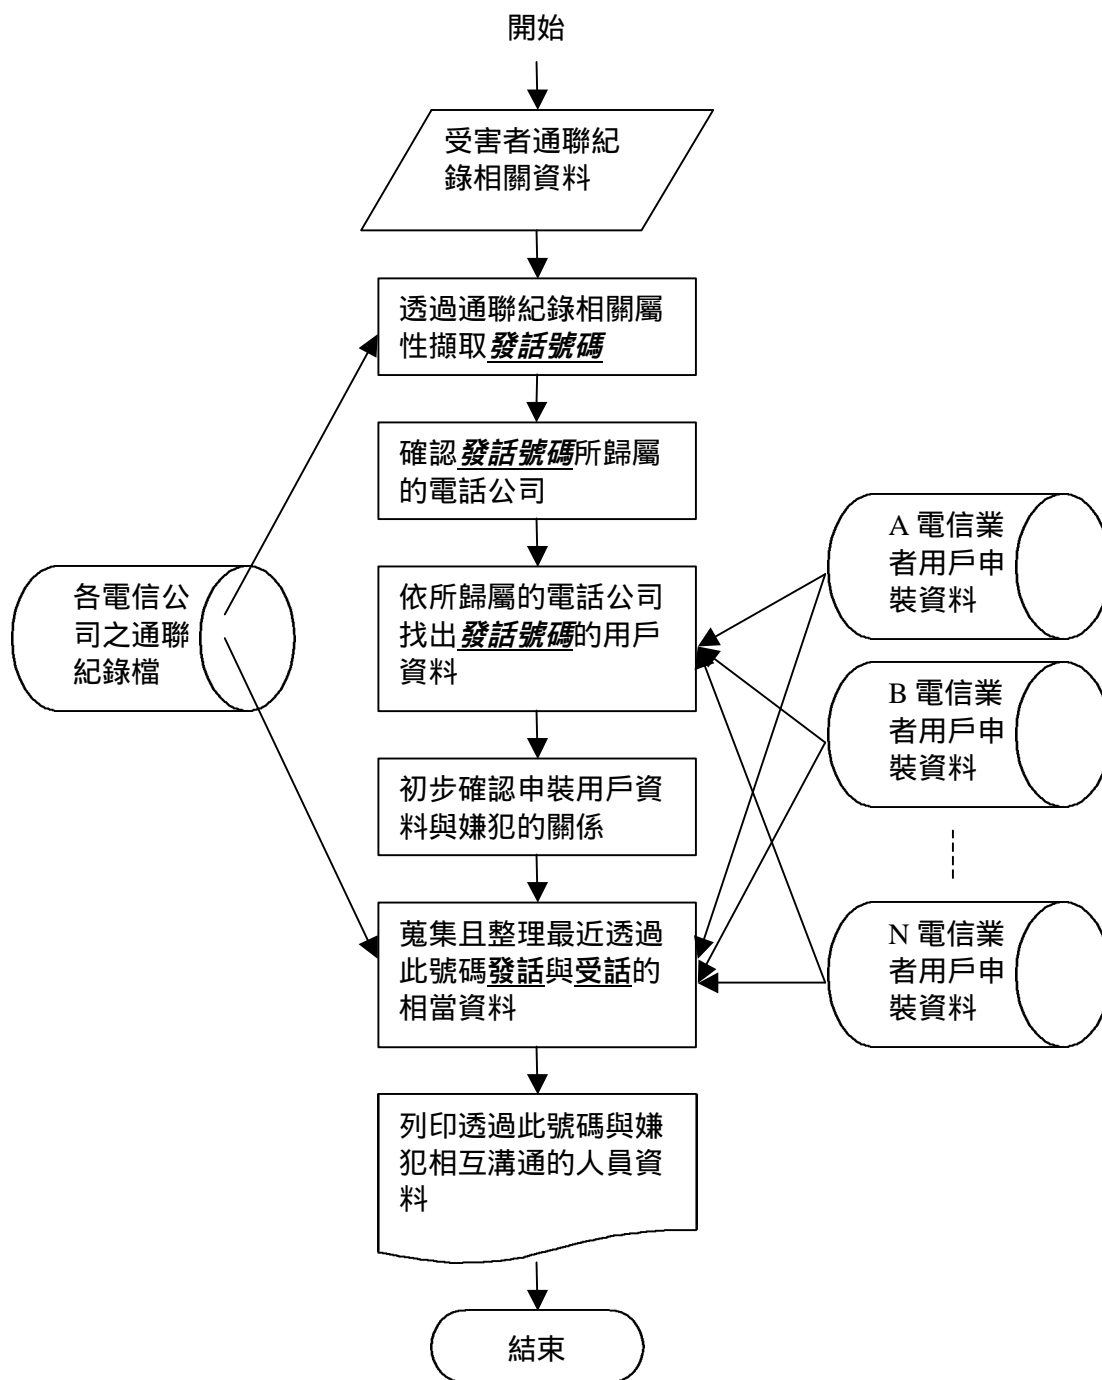 開始
受害者通聯紀
錄相關資料
透過通聯紀錄相關屬
性擷取發話號碼
確認發話號碼所歸屬
的電話公司
各電信公
司之通聯
紀錄檔
依所歸屬的電話公司
找出發話號碼的用戶
資料
A 電信業
者用戶申
裝資料
B 電信業
者用戶申
裝資料
初步確認申裝用戶資
料與嫌犯的關係
蒐集且整理最近透過
此號碼發話與受話的
相當資料
N 電信業
者用戶申
裝資料
列印透過此號碼與嫌
犯相互溝通的人員資
料
結束